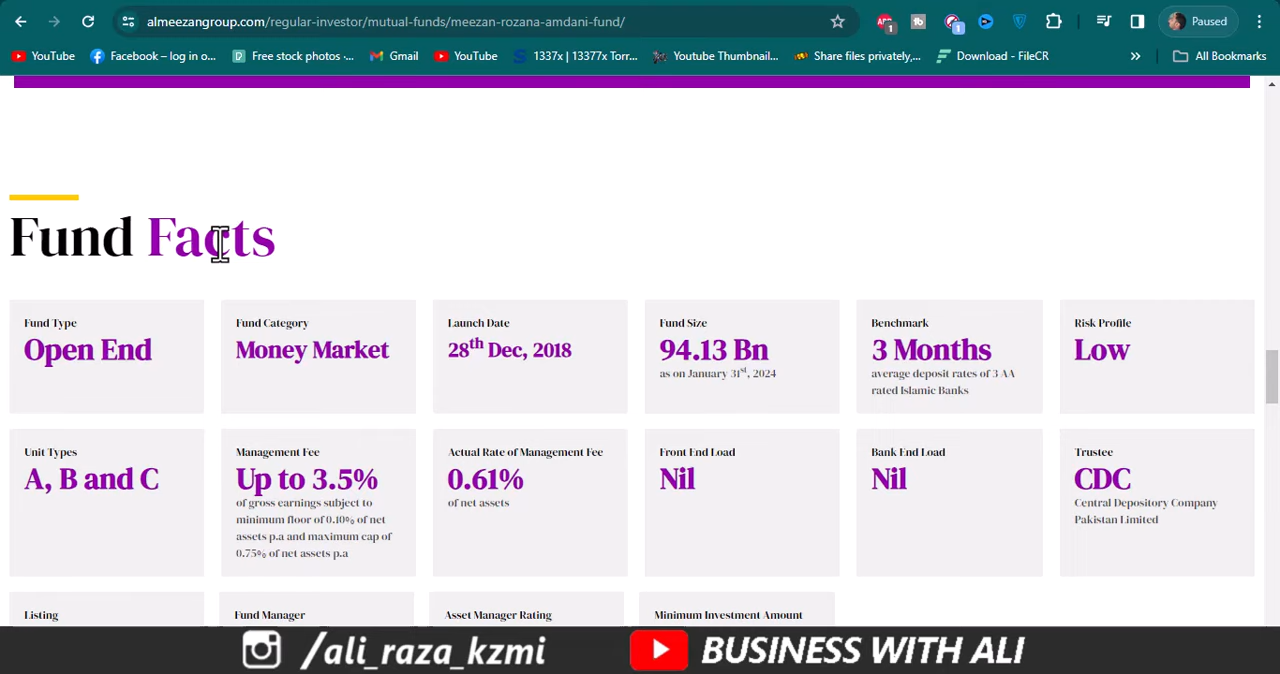 almeezangroup.com/regular-investor/mutual-funds/meezan-rozana-amdani-fund/
Paused
YouTube
Facebook – log in o...
Free stock photos ·...
Gmail
YouTube
1337x | 13377x Torr...
Youtube Thumbnail...
Share files privately,...
Download - FileCR
»
All Bookmarks
Fund Facts
Fund Type
Open End
Fund Category
Money Market
Launch Date
28th Dec, 2018
Fund Size
94.13 Bn
as on January 31st, 2024
Benchmark
3 Months
average deposit rates of 3 AA
rated Islamic Banks
Risk Profile
Low
Unit Types
A, B and C
Management Fee
Up to 3.5%
of gross earnings subject to
minimum floor of 0.10% of net
assets p.a and maximum cap of
0.75% of net assets p.a
Actual Rate of Management Fee
0.61%
of net assets
Front End Load
Nil
Bank End Load
Nil
Trustee
CDC
Central Depository Company
Pakistan Limited
Listing
Fund Manager
Asset Manager Rating
Minimum Investment Amount
/ali_raza_kzmi
BUSINESS WITH ALI